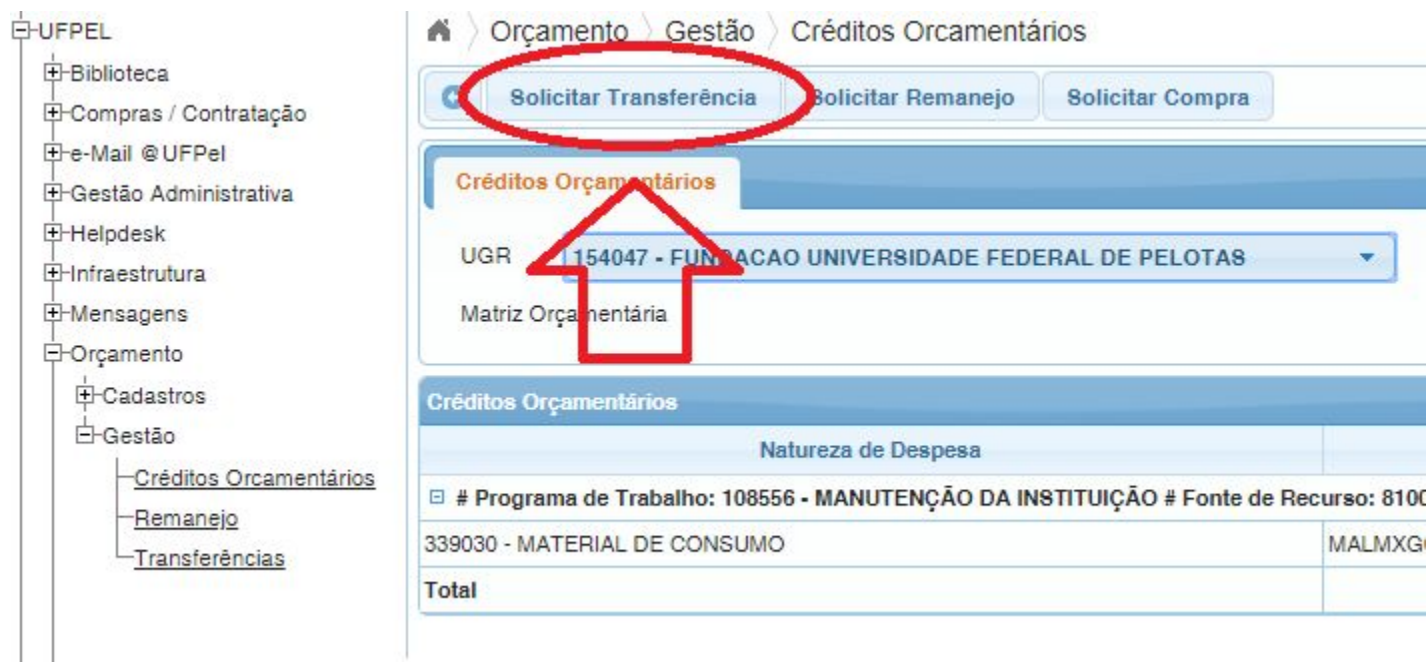 UFPEL
Biblioteca
Compras / Contratação
e-Mail @UFPel
Gestão Administrativa
Helpdesk
Infraestrutura
Mensagens
Orçamento
Cadastros
Gestão
Créditos Orcamentários
Remanejo
Transferências
Orçamento Gestão Créditos Orcamentários
Solicitar Transferência Solicitar Remanejo Solicitar Compra
Créditos Orçamentários
UGR 154047 - FUNDACAO UNIVERSIDADE FEDERAL DE PELOTAS
Matriz Orçamentária
Créditos Orçamentários
Natureza de Despesa
# Programa de Trabalho: 108556 - MANUTENÇÃO DA INSTITUIÇÃO # Fonte de Recurso: 8100
339030 - MATERIAL DE CONSUMO MALMXG
Total